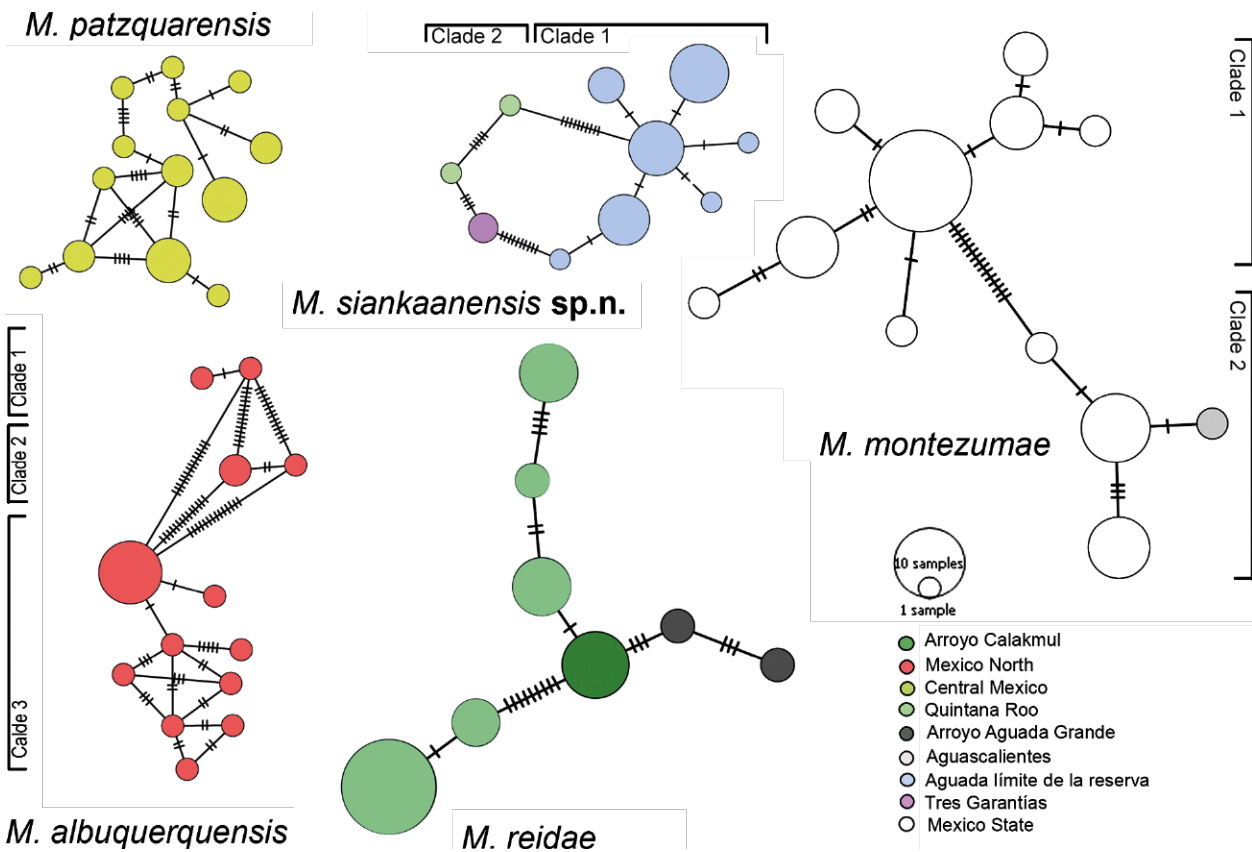 M. patzquarensis
Clade 2
Clade 1
Clade 1
M. siankaanensis sp.n.
Clade 2
Clade 1
Clade 2
Calde 3
M. montezumae
10 samples
1 sample
Arroyo Calakmul
Mexico North
Central Mexico
Quintana Roo
Arroyo Aguada Grande
Aguascalientes
Aguada límite de la reserva
Tres Garantías
Mexico State
M. albuquerquensis
M. reidae